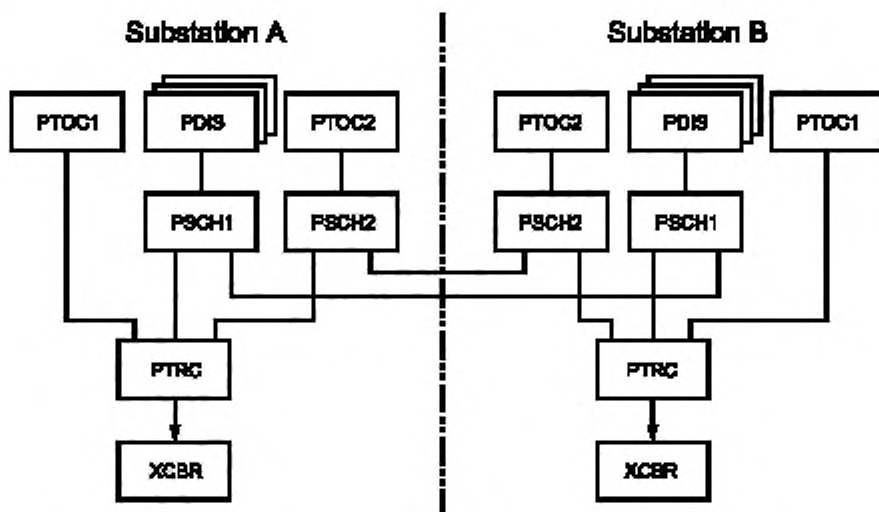 Substation A
Substation B
PTOC1
PDIS
PTOC2
PTOC2
PDIS
PTOC1
PSCH1
PSCH2
PSCH2
PSCH1
PTRC
PTRC
XCBR
XCBR